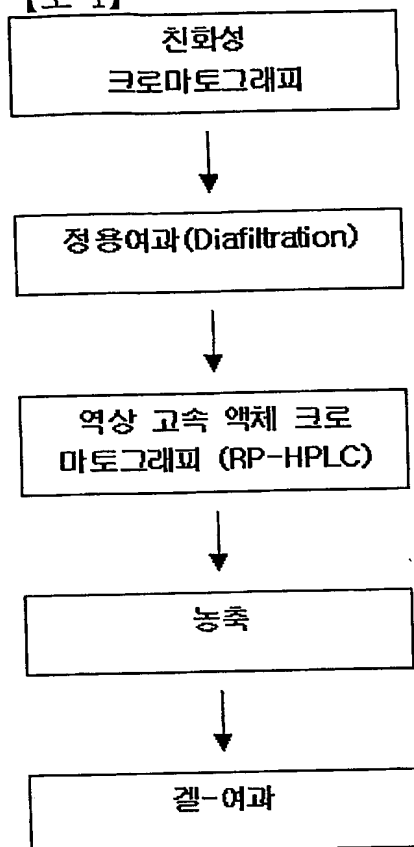 친화성
크로마토그래피
정용여과(Diafiltration)
역상 고속 액체 크로
마토그래피 (RP-HPLC)
농축
겔-여과